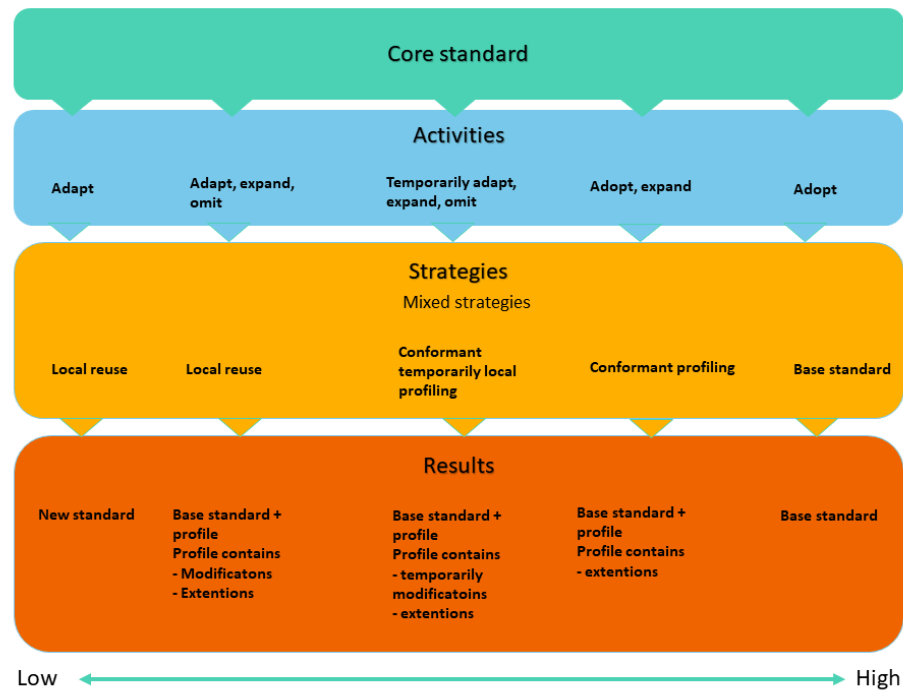 Core standard
Activities
Adapt
Adapt, expand,
omit
Temporarily adapt,
expand, omit
Adopt, expand
Adopt
Strategies
Mixed strategies
Local reuse
Local reuse
Conformant
temporarily local
profiling
Conformant profiling
Base standard
Results
New standard
Base standard +
profile
Profile contains
- Modificatons
- Extentions
Base standard +
profile
Profile contains
- temporarily
modificatoins
- extentions
Base standard +
profile
Profile contains
- extentions
Base standard
Low
High